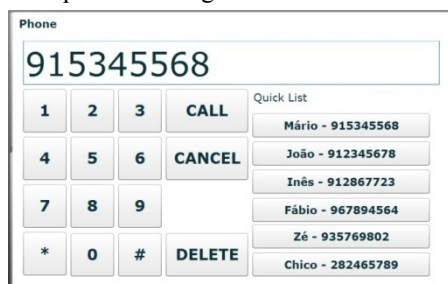 Phone
915345568
1 2 3 CALL
4 5 6 CANCEL
7 8 9
* 0 # DELETE
Quick List
Mário - 915345568
João - 912345678
Inês - 912867723
Fábio - 967894564
Zé - 935769802
Chico - 282465789